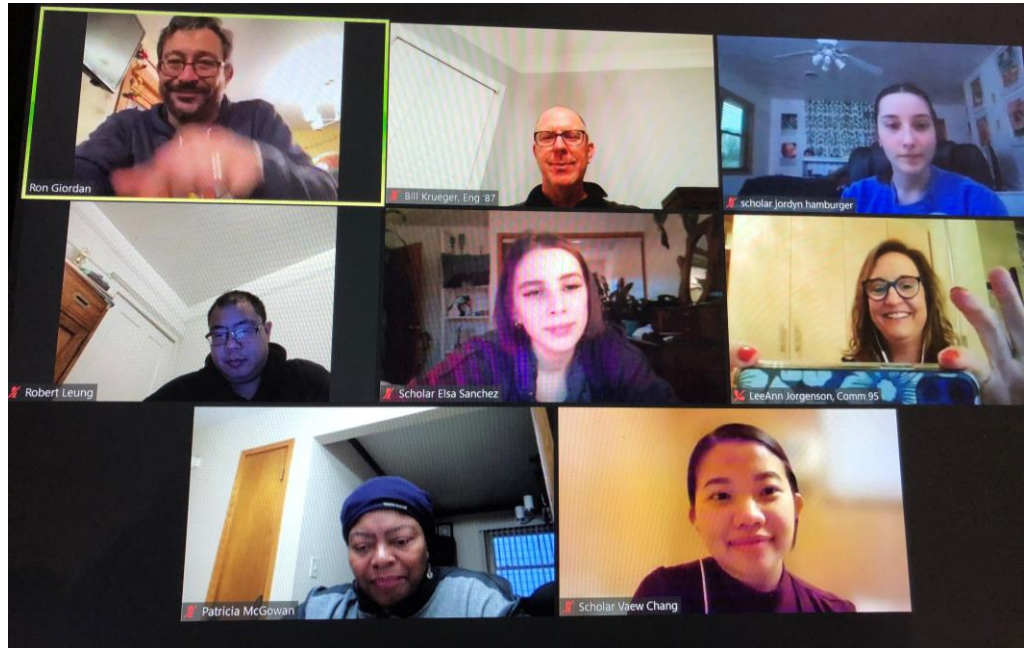 Ron Giordan
Bill Krueger, Eng '87
scholar jordyn hamburger
Robert Leung
Scholar Elsa Sanchez
LeeAnn Jorgenson, Comm 95
Patricia McGowan
Scholar Vaew Chang